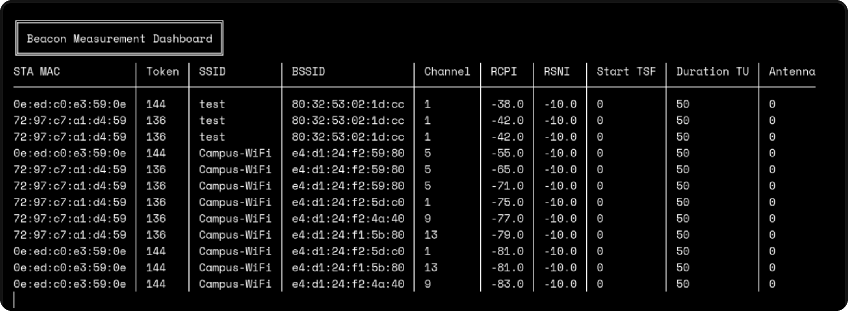 Beacon Measurement Dashboard
STA MAC Token SSID BSSID Channel RCPI RSNI Start TSF Duration TU Antenna
0e:ed:c0:e3:59:0e 144 test 80:32:53:02:1d:cc 1 -38.0 -10.0 0 50 0
72:97:c7:a1:d4:59 136 test 80:32:53:02:1d:cc 1 -42.0 -10.0 0 50 0
72:97:c7:a1:d4:59 136 test 80:32:53:02:1d:cc 1 -42.0 -10.0 0 50 0
0e:ed:c0:e3:59:0e 144 Campus-WiFi e4:d1:24:f2:59:80 5 -55.0 -10.0 0 50 0
72:97:c7:a1:d4:59 136 Campus-WiFi e4:d1:24:f2:59:80 5 -65.0 -10.0 0 50 0
72:97:c7:a1:d4:59 136 Campus-WiFi e4:d1:24:f2:59:80 5 -71.0 -10.0 0 50 0
72:97:c7:a1:d4:59 136 Campus-WiFi e4:d1:24:f2:5d:c0 1 -75.0 -10.0 0 50 0
72:97:c7:a1:d4:59 136 Campus-WiFi e4:d1:24:f2:4a:40 9 -77.0 -10.0 0 50 0
72:97:c7:a1:d4:59 136 Campus-WiFi e4:d1:24:f1:5b:80 13 -79.0 -10.0 0 50 0
0e:ed:c0:e3:59:0e 144 Campus-WiFi e4:d1:24:f2:5d:c0 1 -81.0 -10.0 0 50 0
0e:ed:c0:e3:59:0e 144 Campus-WiFi e4:d1:24:f1:5b:80 13 -81.0 -10.0 0 50 0
0e:ed:c0:e3:59:0e 144 Campus-WiFi e4:d1:24:f2:4a:40 9 -83.0 -10.0 0 50 0